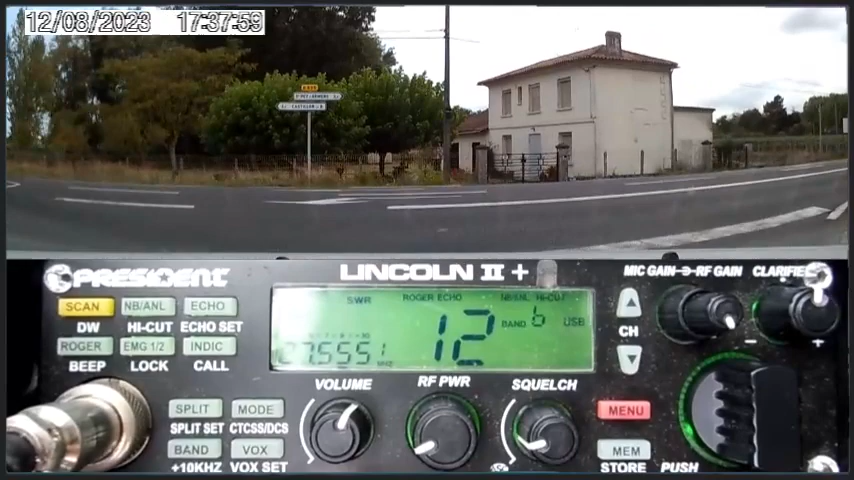 12/08/2023 17:37:59
PRESIDENT
LINCOLN II +
MIC GAIN RF GAIN CLARIFIER
SCAN NB/ANL ECHO
DW HI-CUT ECHO SET
ROGER EMG 1/2 INDIC
BEEP LOCK CALL
SWR ROGER ECHO NB/ANL HI-CUT
12 BAND b USB
27.555 MHZ
CH
- +
VOLUME RF PWR SQUELCH
SPLIT MODE
SPLIT SET CTCSS/DCS
BAND VOX
+10KHZ VOX SET
MENU
MEM
STORE PUSH